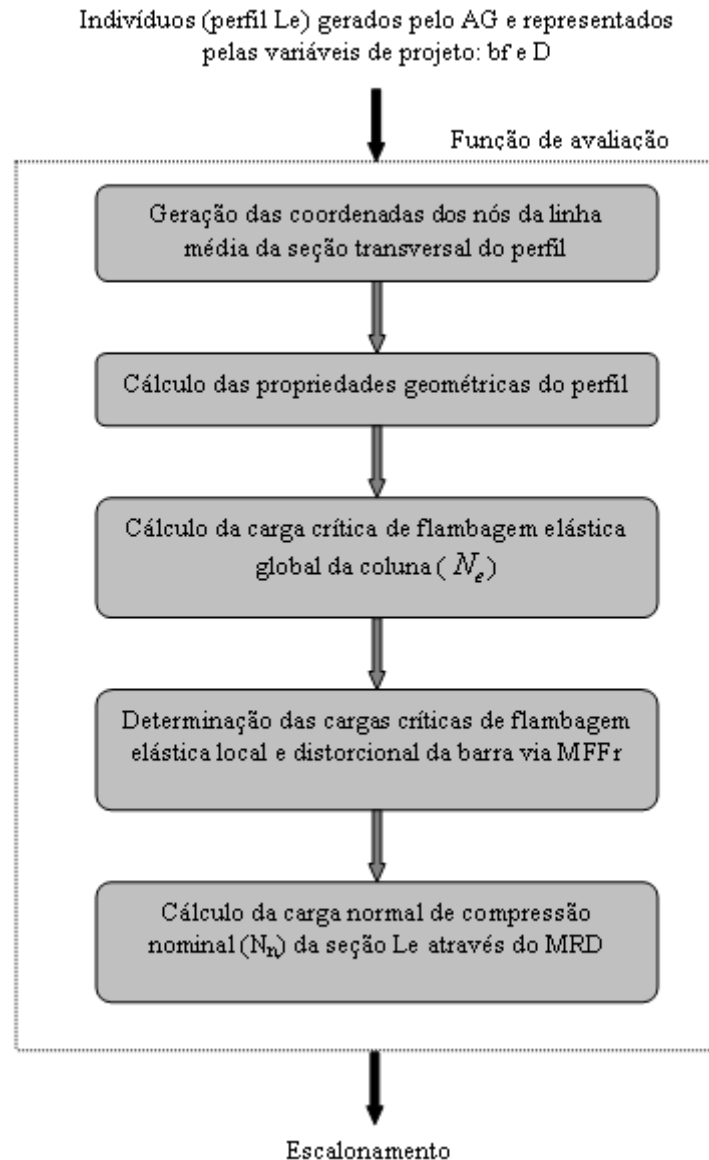 Indivíduos (perfil Le) gerados pelo AG e representados
pelas variáveis de projeto: bf e D
Função de avaliação
Geração das coordenadas dos nós da linha
média da seção transversal do perfil
Cálculo das propriedades geométricas do perfil
Cálculo da carga crítica de flambagem elástica
global da coluna ( Nₑ )
Determinação das cargas críticas de flambagem
elástica local e distorcional da barra via MFFr
Cálculo da carga normal de compressão
nominal (Nₙ) da seção Le através do MRD
Escalonamento